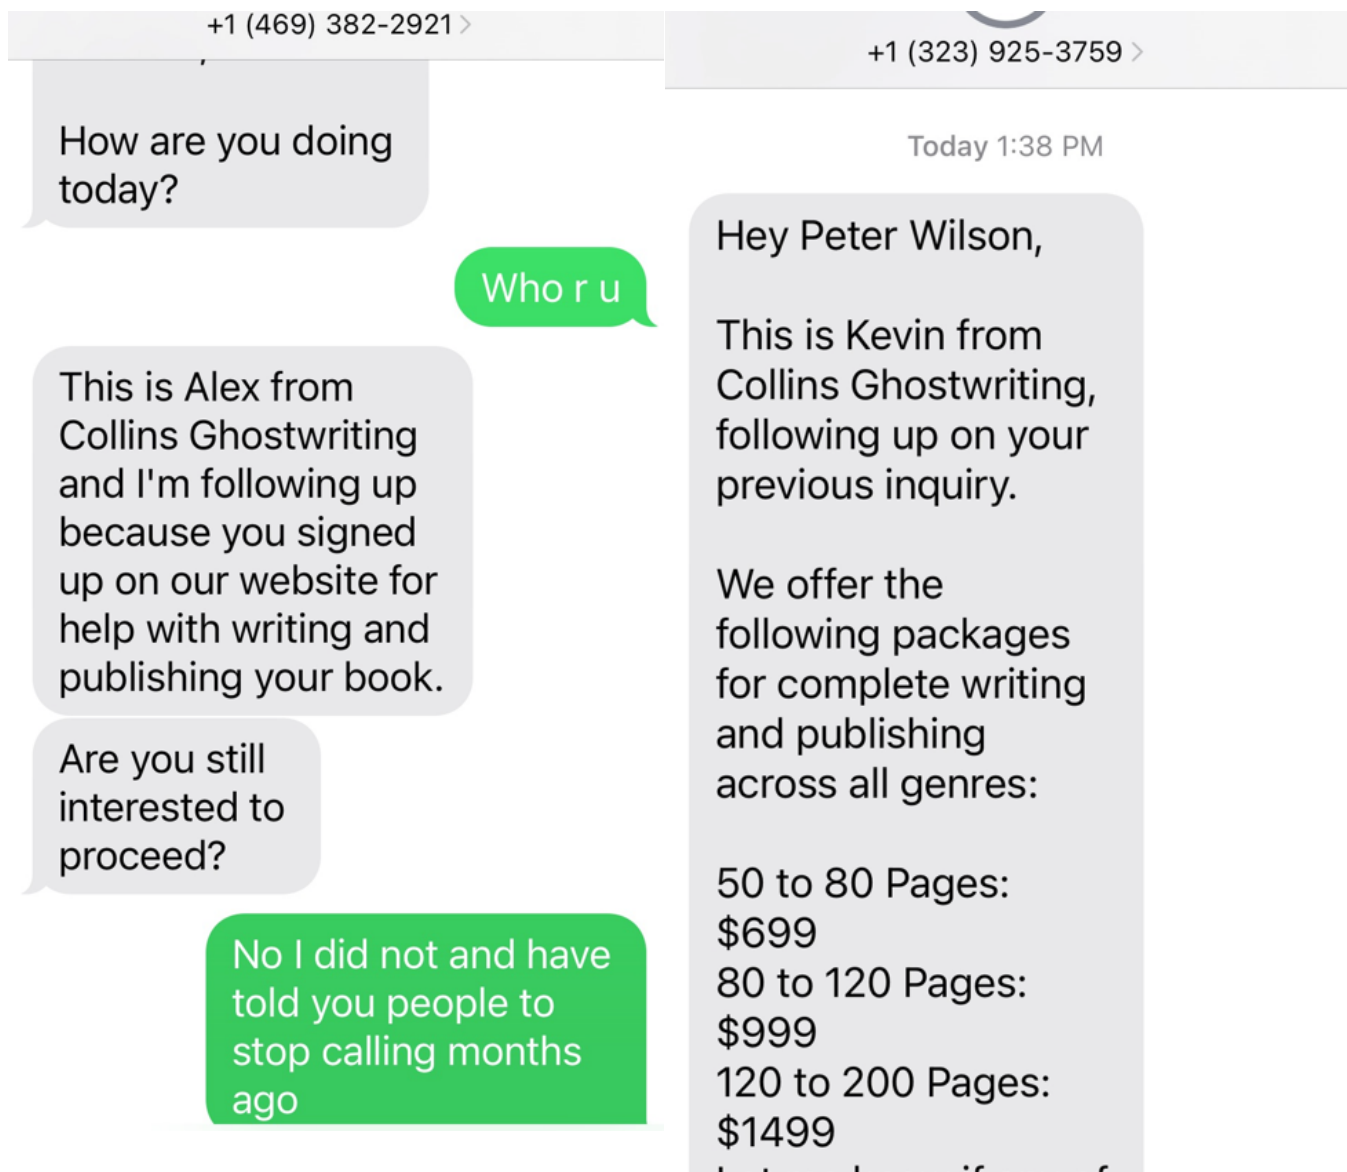 +1 (469) 382-2921
How are you doing
today?
Who r u
This is Alex from
Collins Ghostwriting
and I'm following up
because you signed
up on our website for
help with writing and
publishing your book.
Are you still
interested to
proceed?
No I did not and have
told you people to
stop calling months
ago
+1 (323) 925-3759
Today 1:38 PM
Hey Peter Wilson,
This is Kevin from
Collins Ghostwriting,
following up on your
previous inquiry.
We offer the
following packages
for complete writing
and publishing
across all genres:
50 to 80 Pages:
$699
80 to 120 Pages:
$999
120 to 200 Pages:
$1499